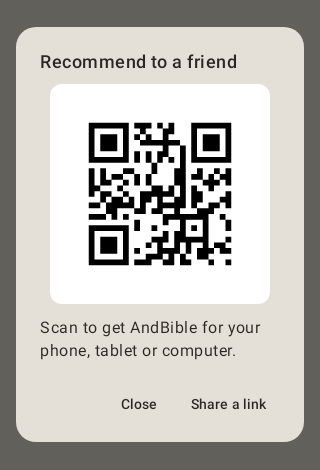 Recommend to a friend
Scan to get AndBible for your
phone, tablet or computer.
Close
Share a link